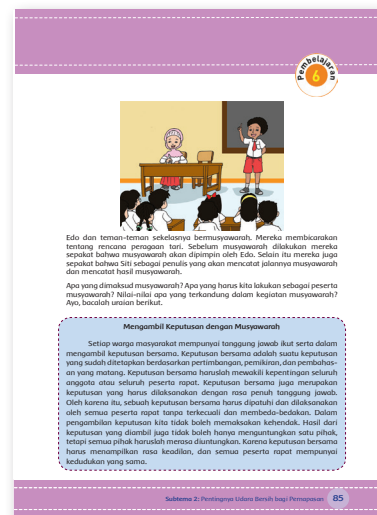 Pembelajaran
6
Edo dan teman-teman sekelasnya bermusyawarah. Mereka membicarakan
tentang rencana peragaan tari. Sebelum musyawarah dilakukan mereka
sepakat bahwa musyawarah akan dipimpin oleh Edo. Selain itu mereka juga
sepakat bahwa Siti sebagai penulis yang akan mencatat jalannya musyawarah
dan mencatat hasil musyawarah.
Apa yang dimaksud musyawarah? Apa yang harus kita lakukan sebagai peserta
musyawarah? Nilai-nilai apa yang terkandung dalam kegiatan musyawarah?
Ayo, bacalah uraian berikut.
Mengambil Keputusan dengan Musyawarah
Setiap warga masyarakat mempunyai tanggung jawab ikut serta dalam
mengambil keputusan bersama. Keputusan bersama adalah suatu keputusan
yang sudah ditetapkan berdasarkan pertimbangan, pemikiran, dan pembahas-
an yang matang. Keputusan bersama haruslah mewakili kepentingan seluruh
anggota atau seluruh peserta rapat. Keputusan bersama juga merupakan
keputusan yang harus dilaksanakan dengan rasa penuh tanggung jawab.
Oleh karena itu, sebuah keputusan bersama harus dipatuhi dan dilaksanakan
oleh semua peserta rapat tanpa terkecuali dan membeda-bedakan. Dalam
pengambilan keputusan kita tidak boleh memaksakan kehendak. Hasil dari
keputusan yang diambil juga tidak boleh hanya menguntungkan satu pihak,
tetapi semua pihak haruslah merasa diuntungkan. Karena keputusan bersama
harus menampilkan rasa keadilan, dan semua peserta rapat mempunyai
kedudukan yang sama.
Subtema 2: Pentingnya Udara Bersih bagi Pernapasan 85